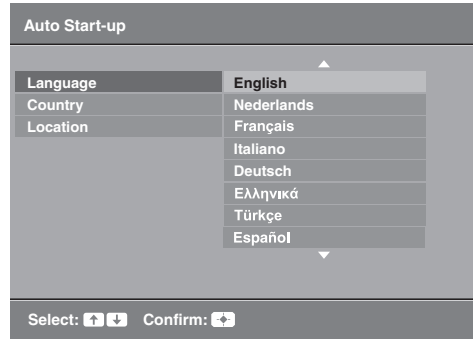 Auto Start-up
Language
English
Country
Nederlands
Location
Français
Italiano
Deutsch
Ελληνικά
Türkçe
Español
Select: Confirm: